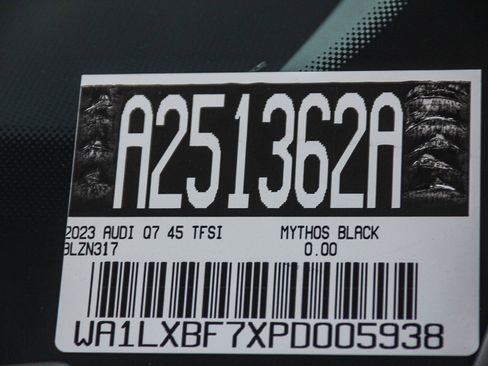 A251362A
2023 AUDI Q7 45 TFSI MYTHOS BLACK
BLZN317 0.00
WA1LXBF7XPD005938